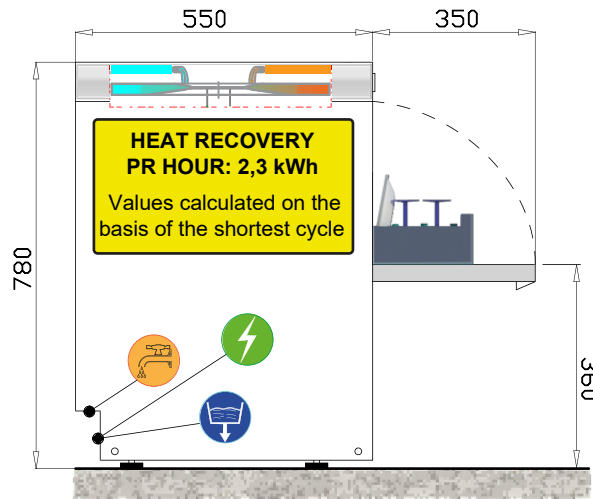 550
350
HEAT RECOVERY
PR HOUR: 2,3 kWh
Values calculated on the
basis of the shortest cycle
780